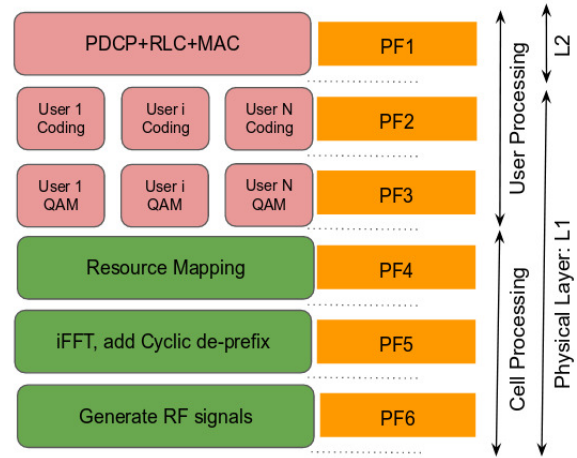 PDCP+RLC+MAC
PF1
User 1
Coding
User i
Coding
User N
Coding
PF2
User 1
QAM
User i
QAM
User N
QAM
PF3
Resource Mapping
PF4
iFFT, add Cyclic de-prefix
PF5
Generate RF signals
PF6
User Processing
Cell Processing
L2
Physical Layer: L1